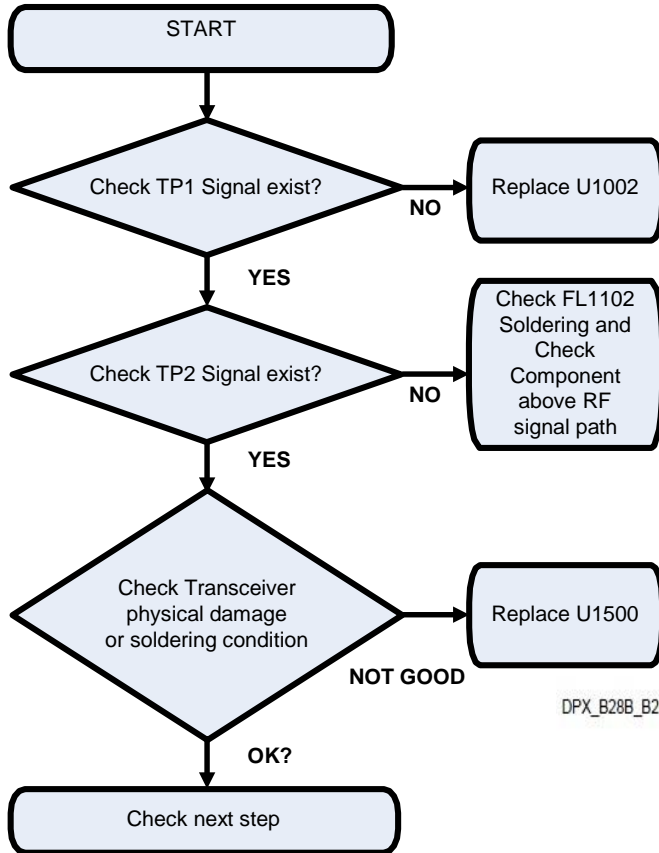 START
Check TP1 Signal exist?
NO
Replace U1002
YES
Check TP2 Signal exist?
NO
Check FL1102
Soldering and
Check
Component
above RF
signal path
YES
Check Transceiver
physical damage
or soldering condition
NOT GOOD
Replace U1500
DPX_B28B_B2
OK?
Check next step